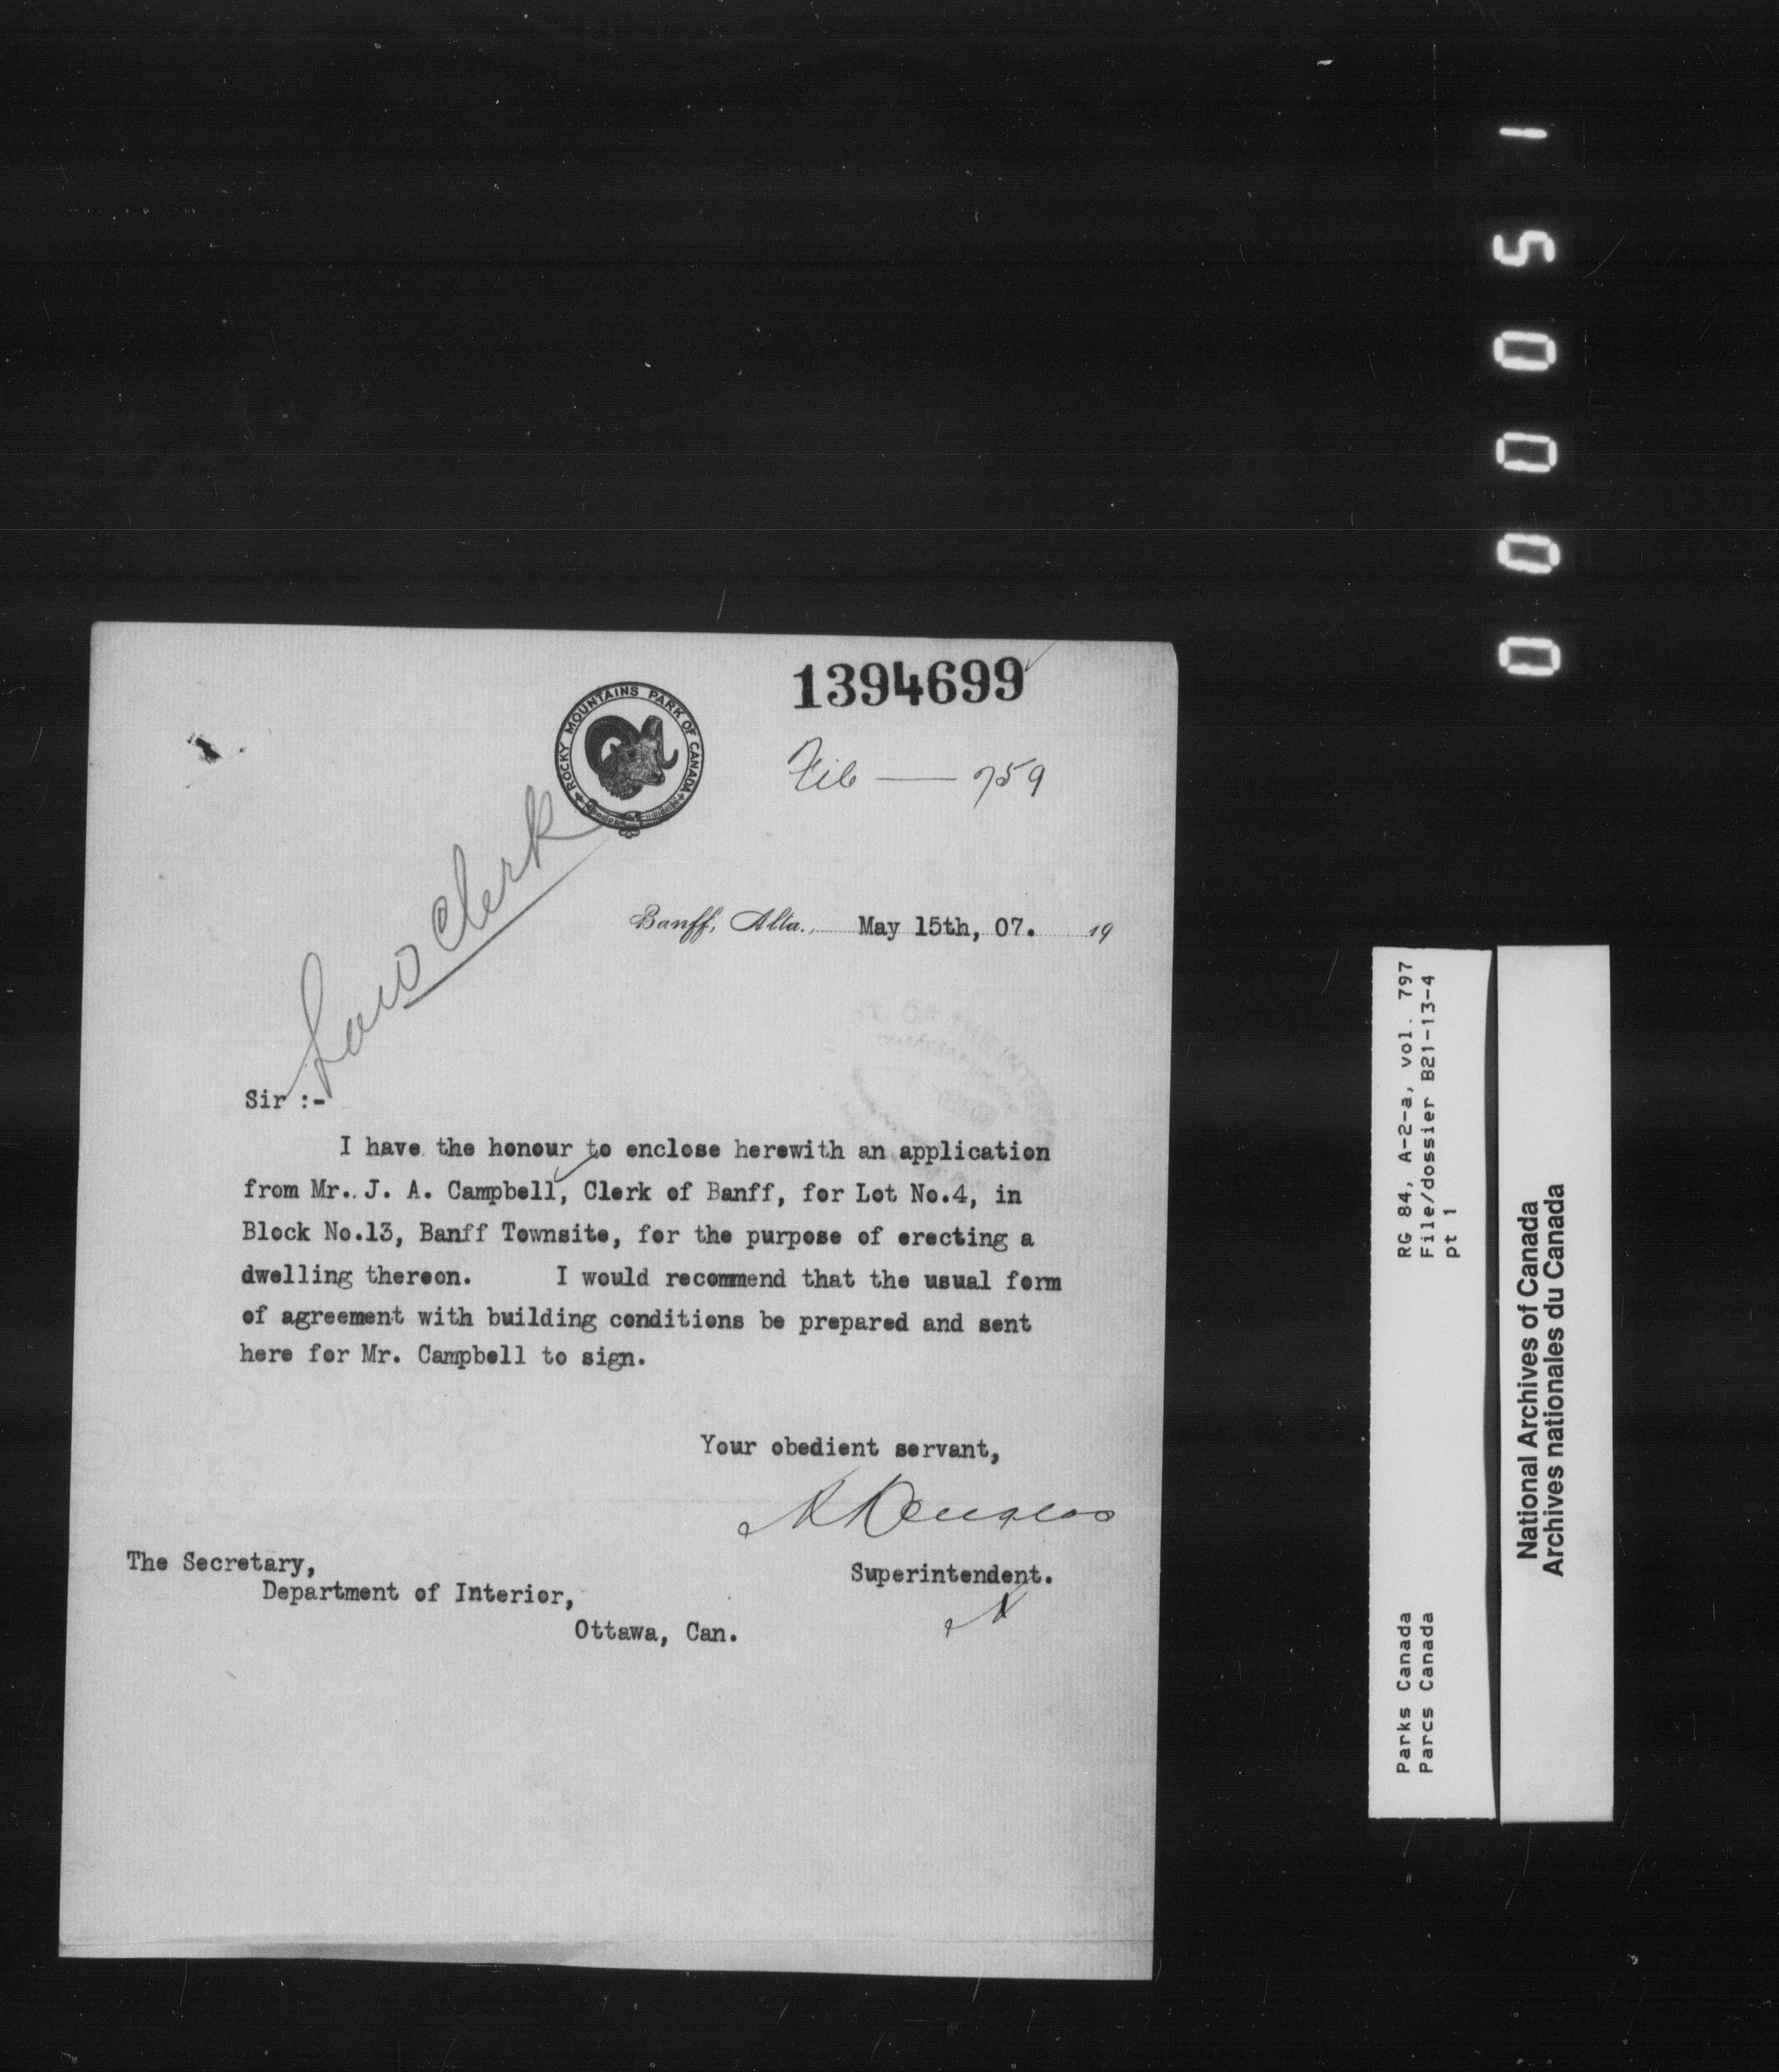 1394699
ROCKY MOUNTAINS PARK OF CANADA
File — 759
Law Clerk
Banff, Alta., May 15th, 07. 19
Sir :-
I have the honour to enclose herewith an application
from Mr. J. A. Campbell, Clerk of Banff, for Lot No.4, in
Block No.13, Banff Townsite, for the purpose of erecting a
dwelling thereon. I would recommend that the usual form
of agreement with building conditions be prepared and sent
here for Mr. Campbell to sign.
Your obedient servant,
Douglas
Superintendent.
The Secretary,
Department of Interior,
Ottawa, Can.
000051
RG 84, A-2-a, vol. 797
File/dossier B21-13-4
pt 1
Parks Canada
Parcs Canada
National Archives of Canada
Archives nationales du Canada